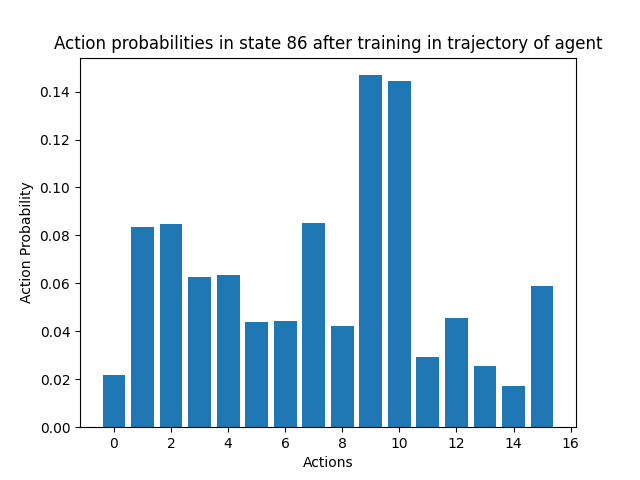 Action probabilities in state 86 after training in trajectory of agent
0.14
0.12
0.10
0.08
0.06
0.04
0.02
0.00
Action Probability
0 2 4 6 8 10 12 14 16
Actions